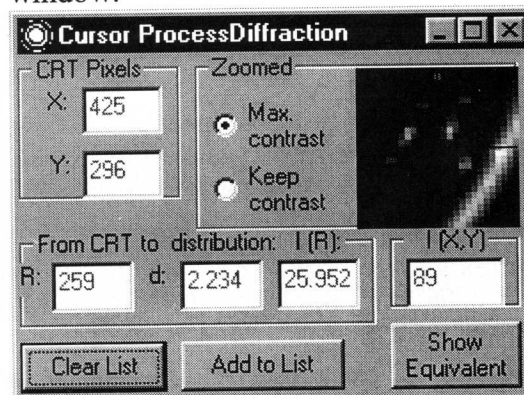 window.
Cursor ProcessDiffraction
CRT Pixels
X: 425
Y: 296
Zoomed
Max. contrast
Keep contrast
From CRT to distribution: I (R):
R: 259 d: 2.234 25.952
I (X,Y)
89
Clear List
Add to List
Show Equivalent